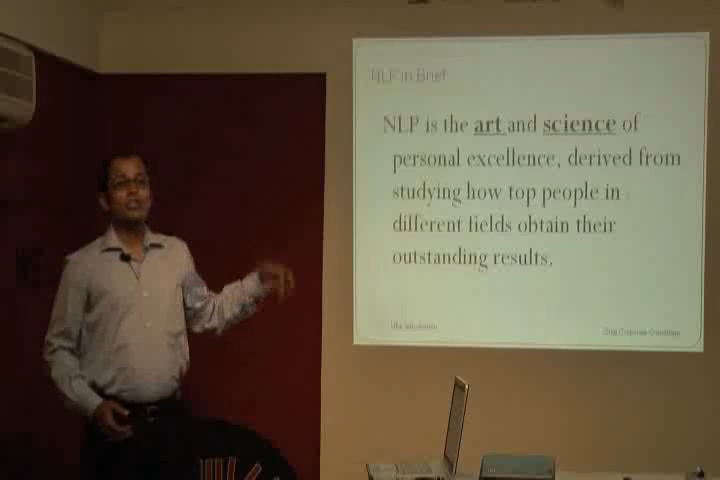 NLP in Brief
NLP is the art and science of
personal excellence, derived from
studying how top people in
different fields obtain their
outstanding results.